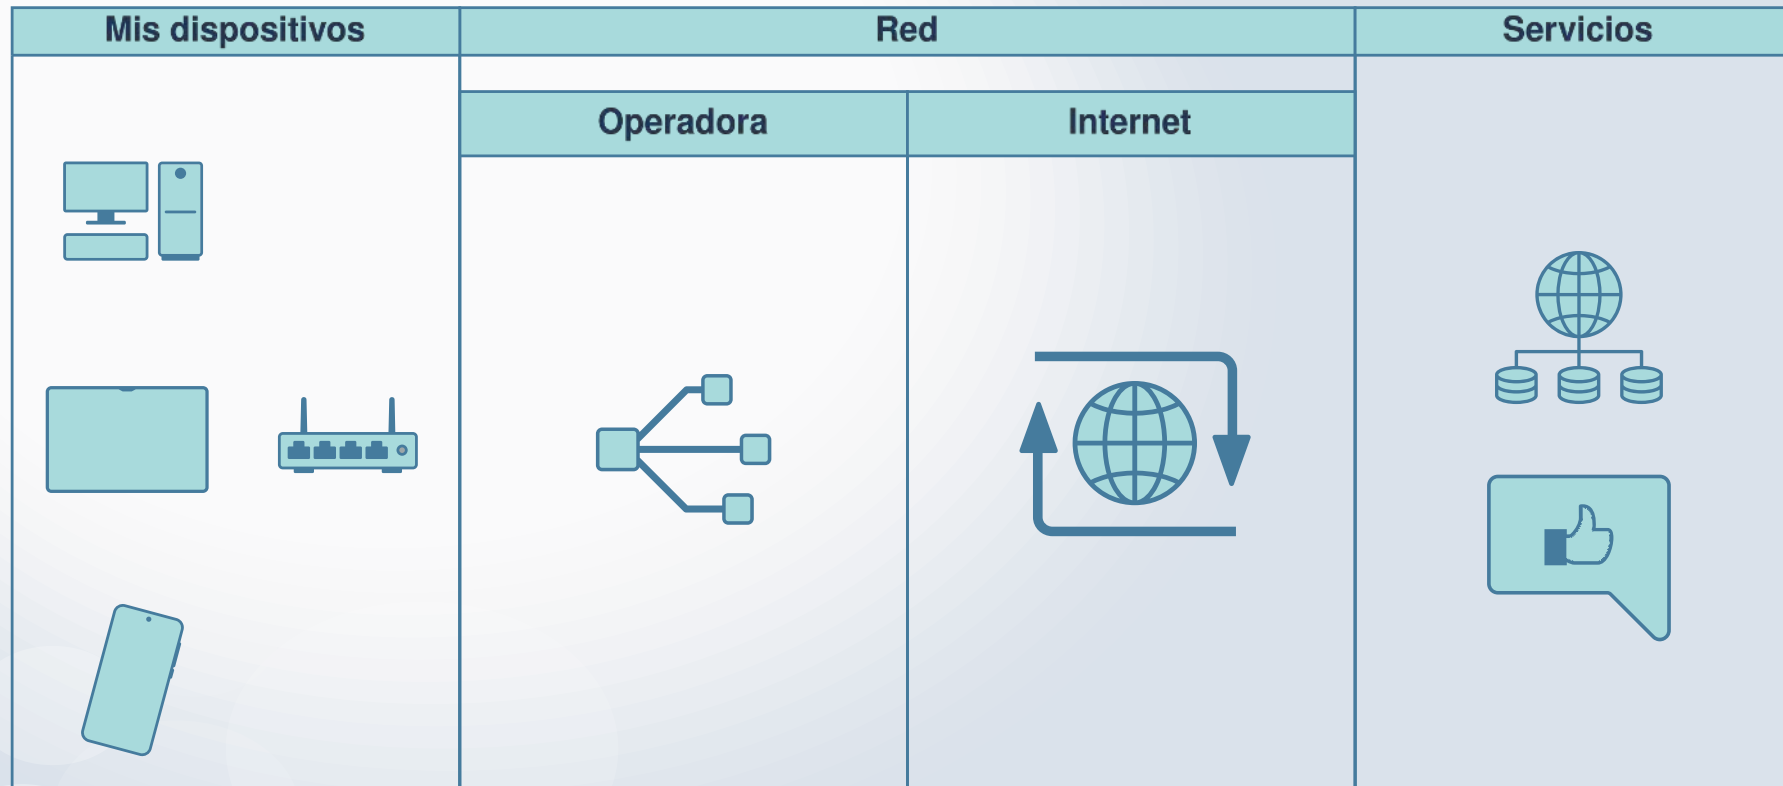 Mis dispositivos
Red
Servicios
Operadora
Internet